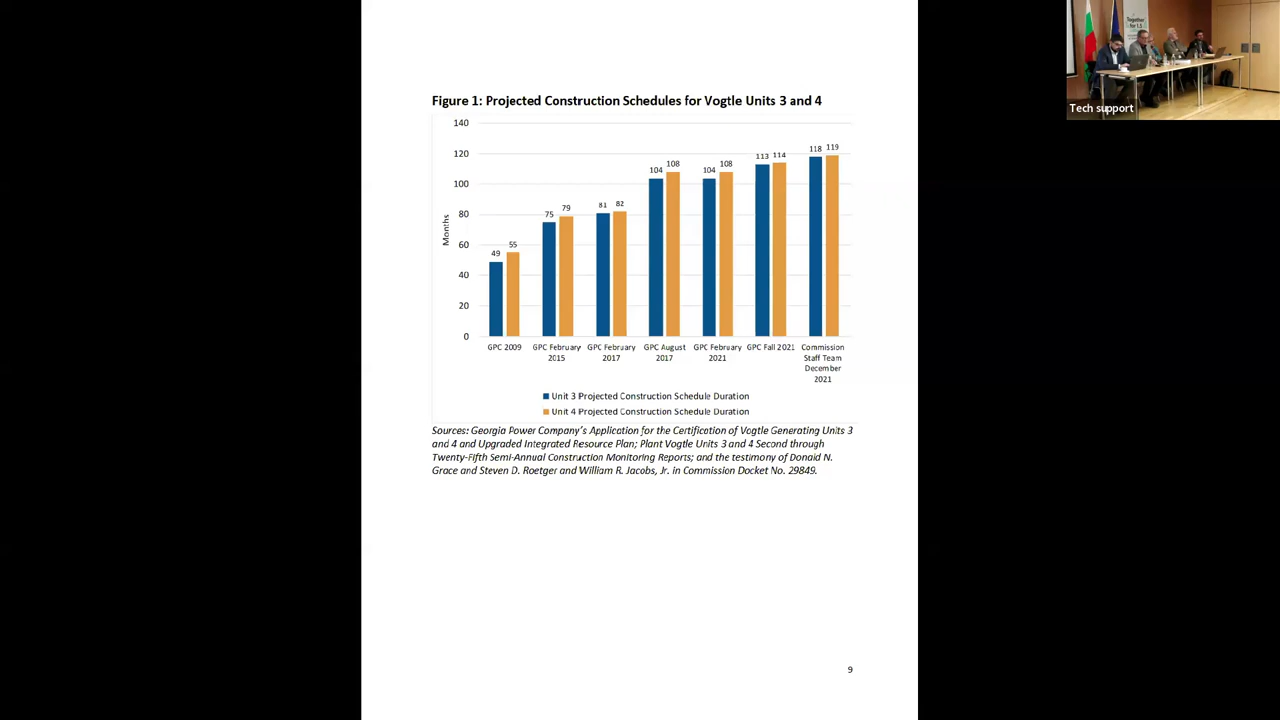 Together
for 1.5
Tech support
Figure 1: Projected Construction Schedules for Vogtle Units 3 and 4
140
120
100
80
60
40
20
0
Months
49
55
75
79
81
82
104
108
104
108
113
114
118
119
GPC 2009
GPC February
2015
GPC February
2017
GPC August
2017
GPC February
2021
GPC Fall 2021
Commission
Staff Team
December
2021
Unit 3 Projected Construction Schedule Duration
Unit 4 Projected Construction Schedule Duration
Sources: Georgia Power Company's Application for the Certification of Vogtle Generating Units 3
and 4 and Upgraded Integrated Resource Plan; Plant Vogtle Units 3 and 4 Second through
Twenty-Fifth Semi-Annual Construction Monitoring Reports; and the testimony of Donald N.
Grace and Steven D. Roetger and William R. Jacobs, Jr. in Commission Docket No. 29849.
9